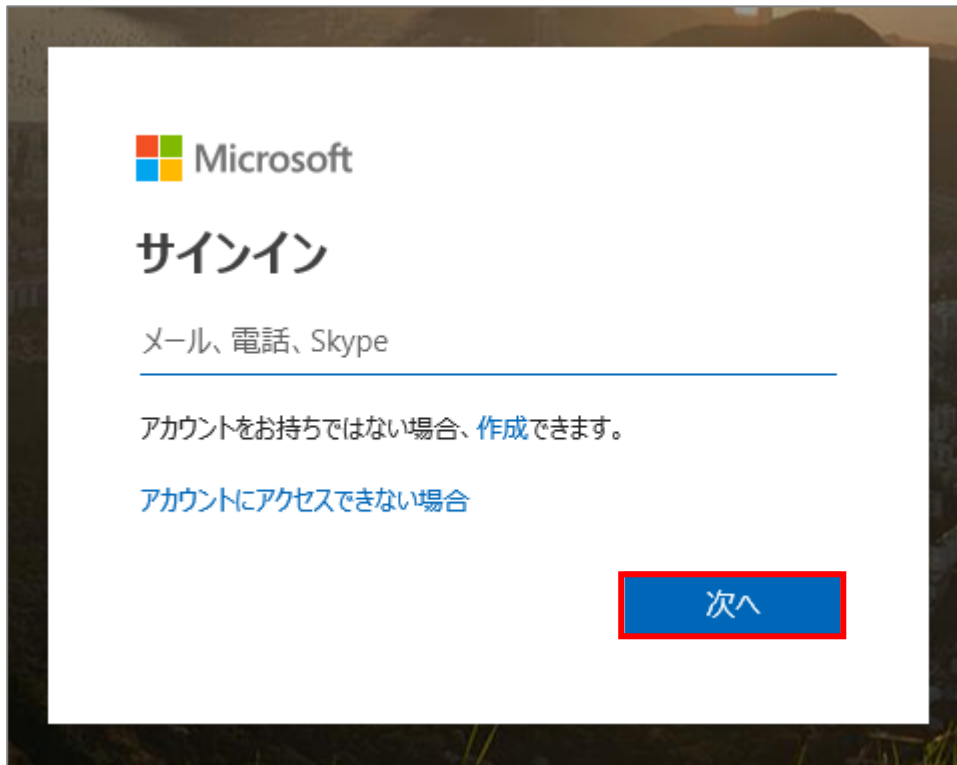 Microsoft
サインイン
メール、電話、Skype
アカウントをお持ちではない場合、作成できます。
アカウントにアクセスできない場合
次へ